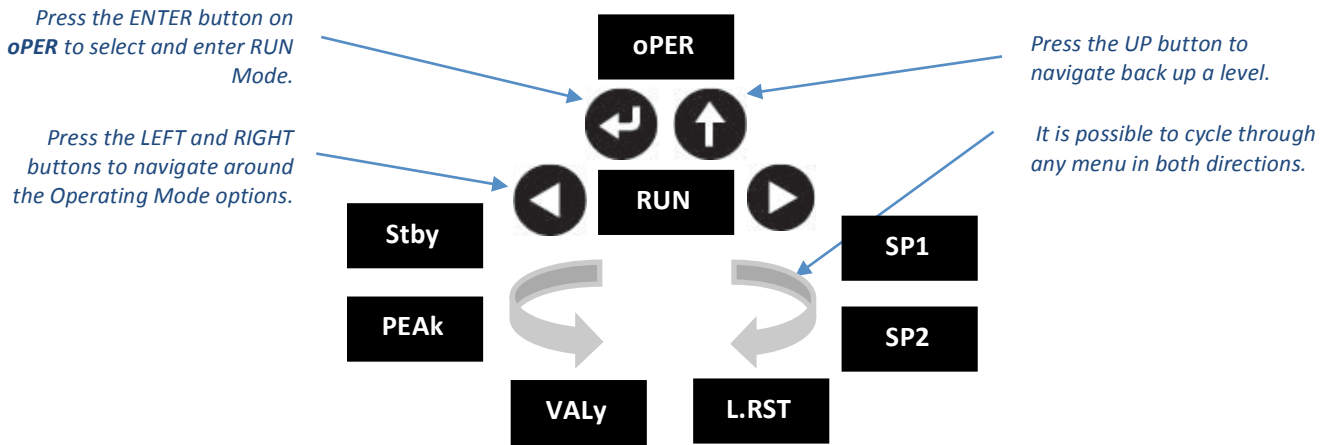 Press the ENTER button on
oPER to select and enter RUN
Mode.
oPER
Press the UP button to
navigate back up a level.
Press the LEFT and RIGHT
buttons to navigate around
the Operating Mode options.
It is possible to cycle through
any menu in both directions.
RUN
Stby
SP1
PEAk
SP2
VALy
L.RST